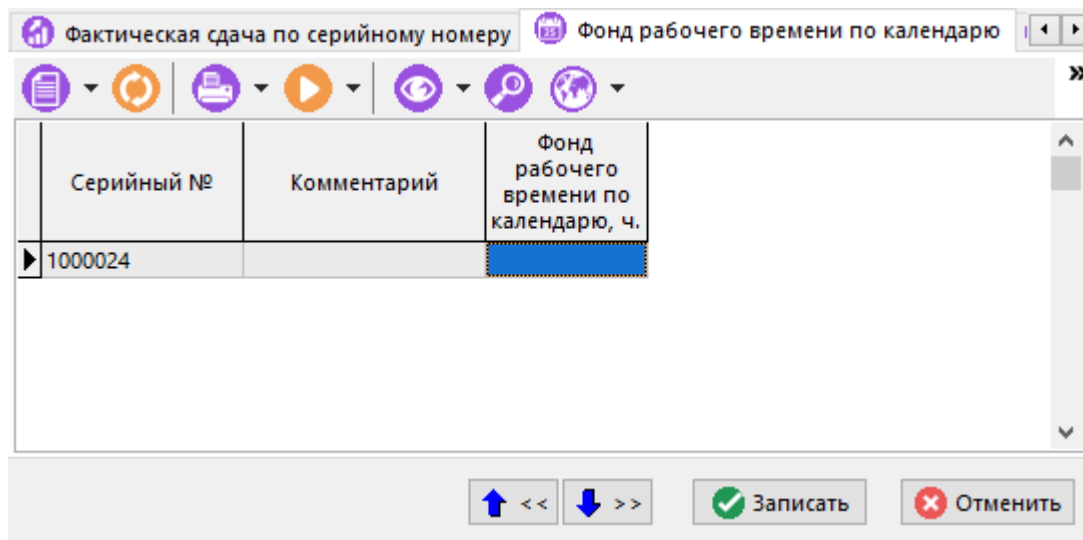 Фактическая сдача по серийному номеру
Фонд рабочего времени по календарю
Серийный №
Комментарий
Фонд
рабочего
времени по
календарю, ч.
1000024
<<
>>
Записать
Отменить